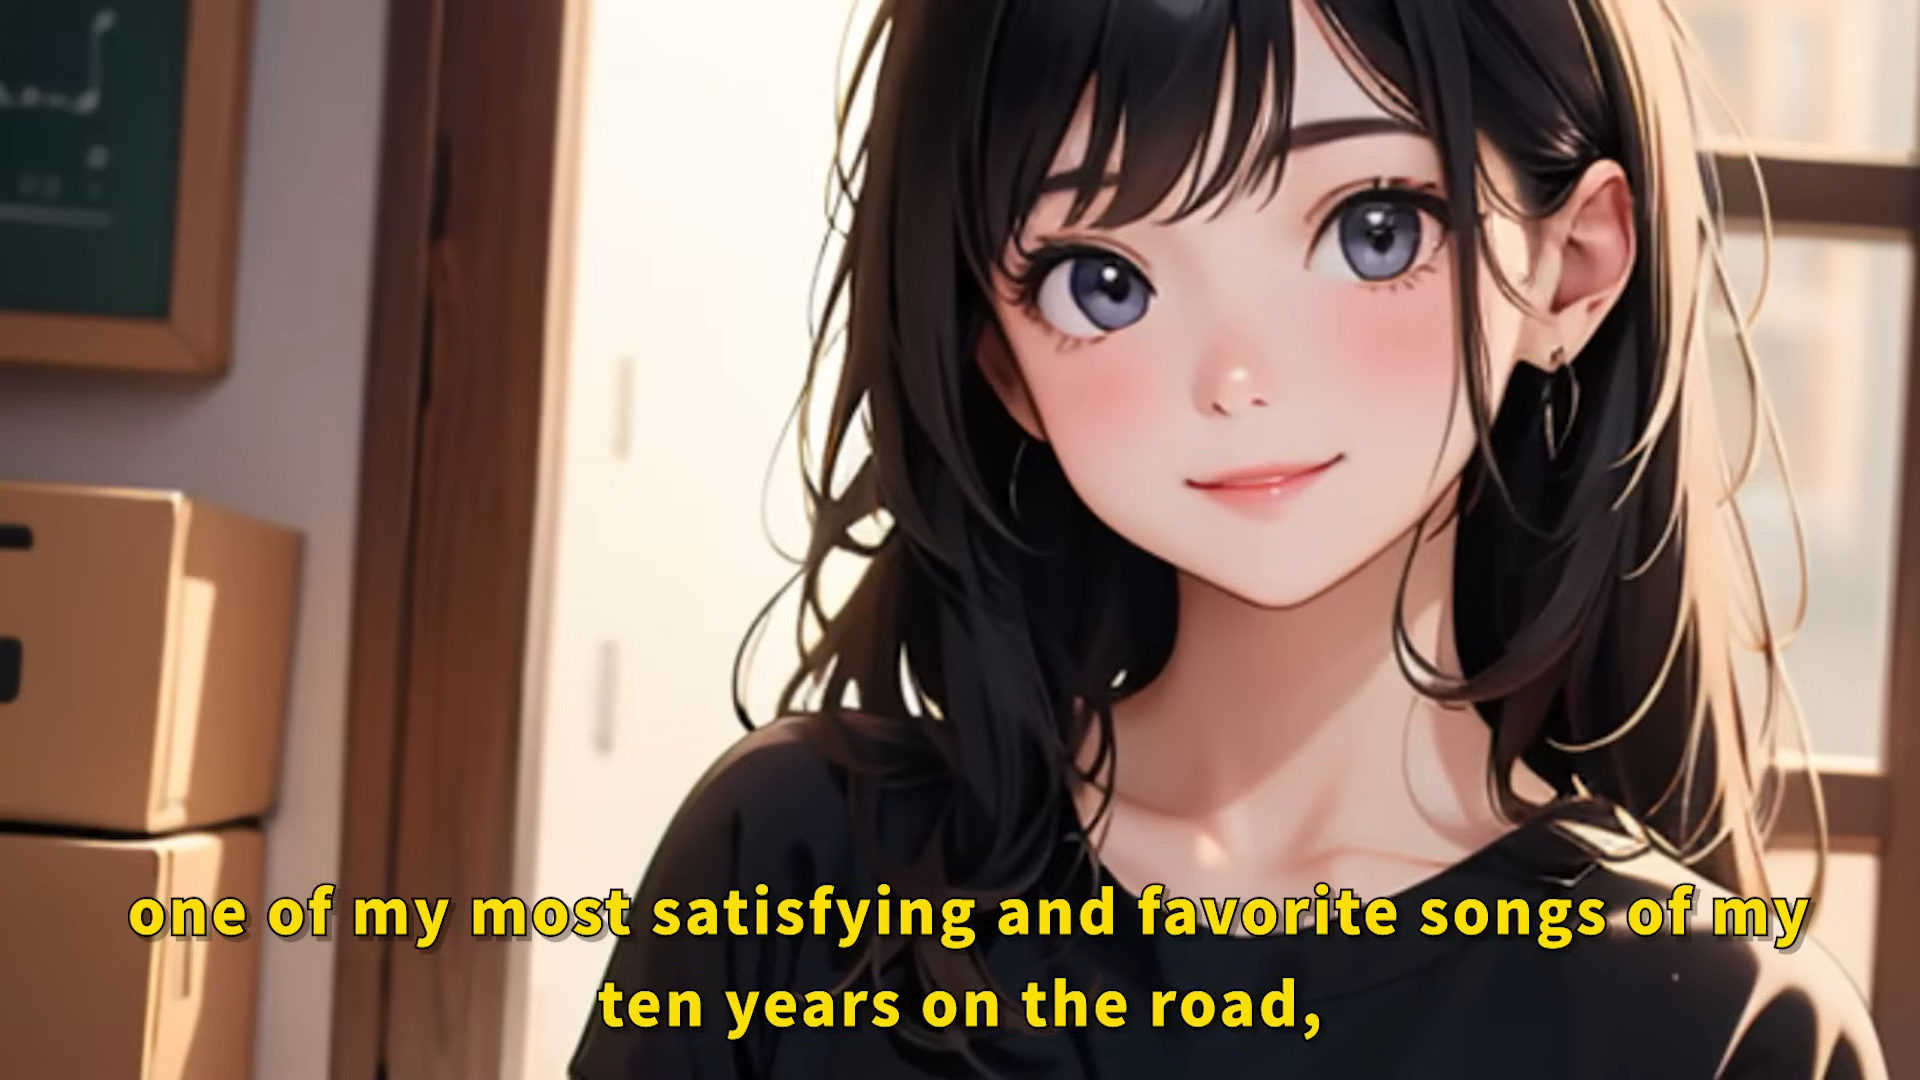 one of my most satisfying and favorite songs of my
ten years on the road,